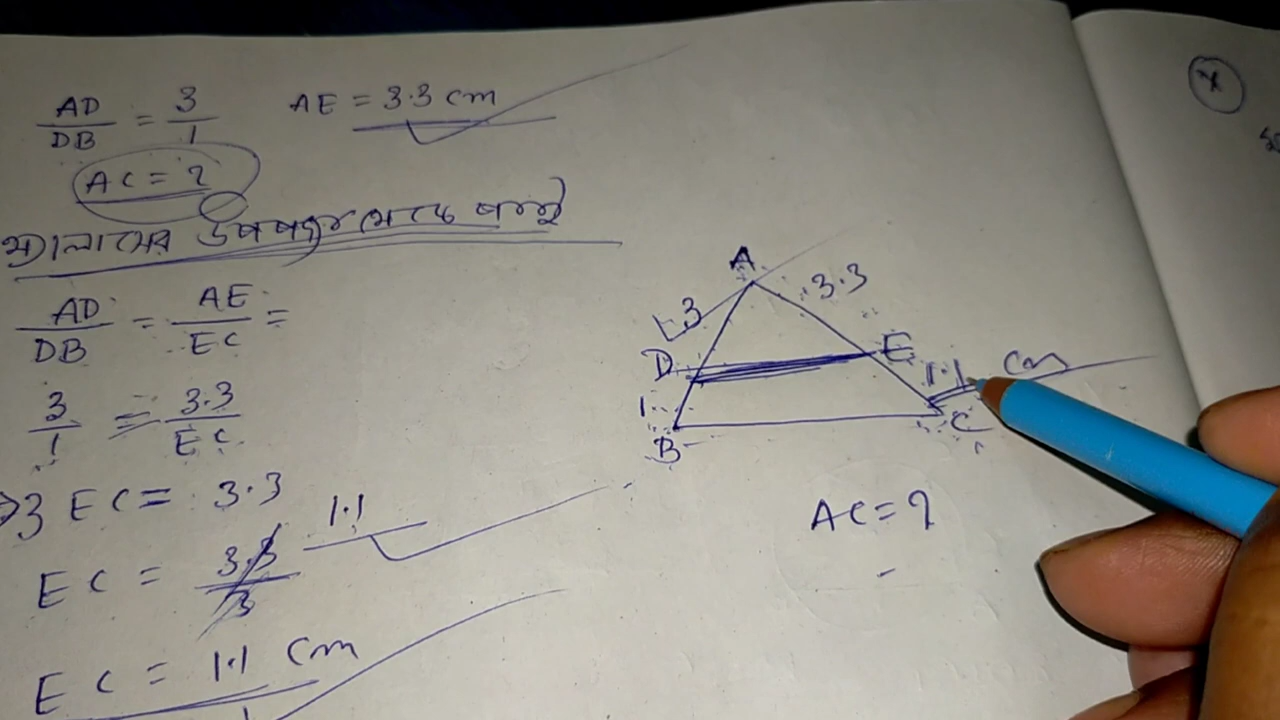 AD/DB = 3/1 AE = 3.3 cm
AC = ?
থালেসের উপপাদ্য থেকে পাই
AD/DB = AE/EC =
3/1 = 3.3/EC
⇒ 3 EC = 3.3
EC = 3.3/3 1.1
EC = 1.1 cm
A
3
3.3
D
E
1.1 cm
1
B
C
AC = ?